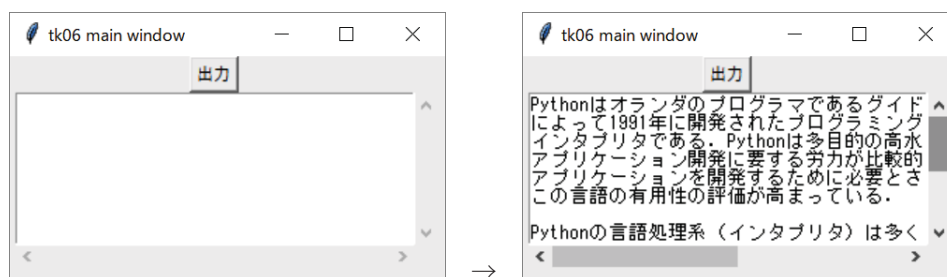 tk06 main window
出力
→
tk06 main window
出力
Pythonはオランダのプログラマであるグイド
によって1991年に開発されたプログラミング
インタプリタである．Pythonは多目的の高水
アプリケーション開発に要する労力が比較的
アプリケーションを開発するために必要とさ
この言語の有用性の評価が高まっている．
Pythonの言語処理系（インタプリタ）は多く